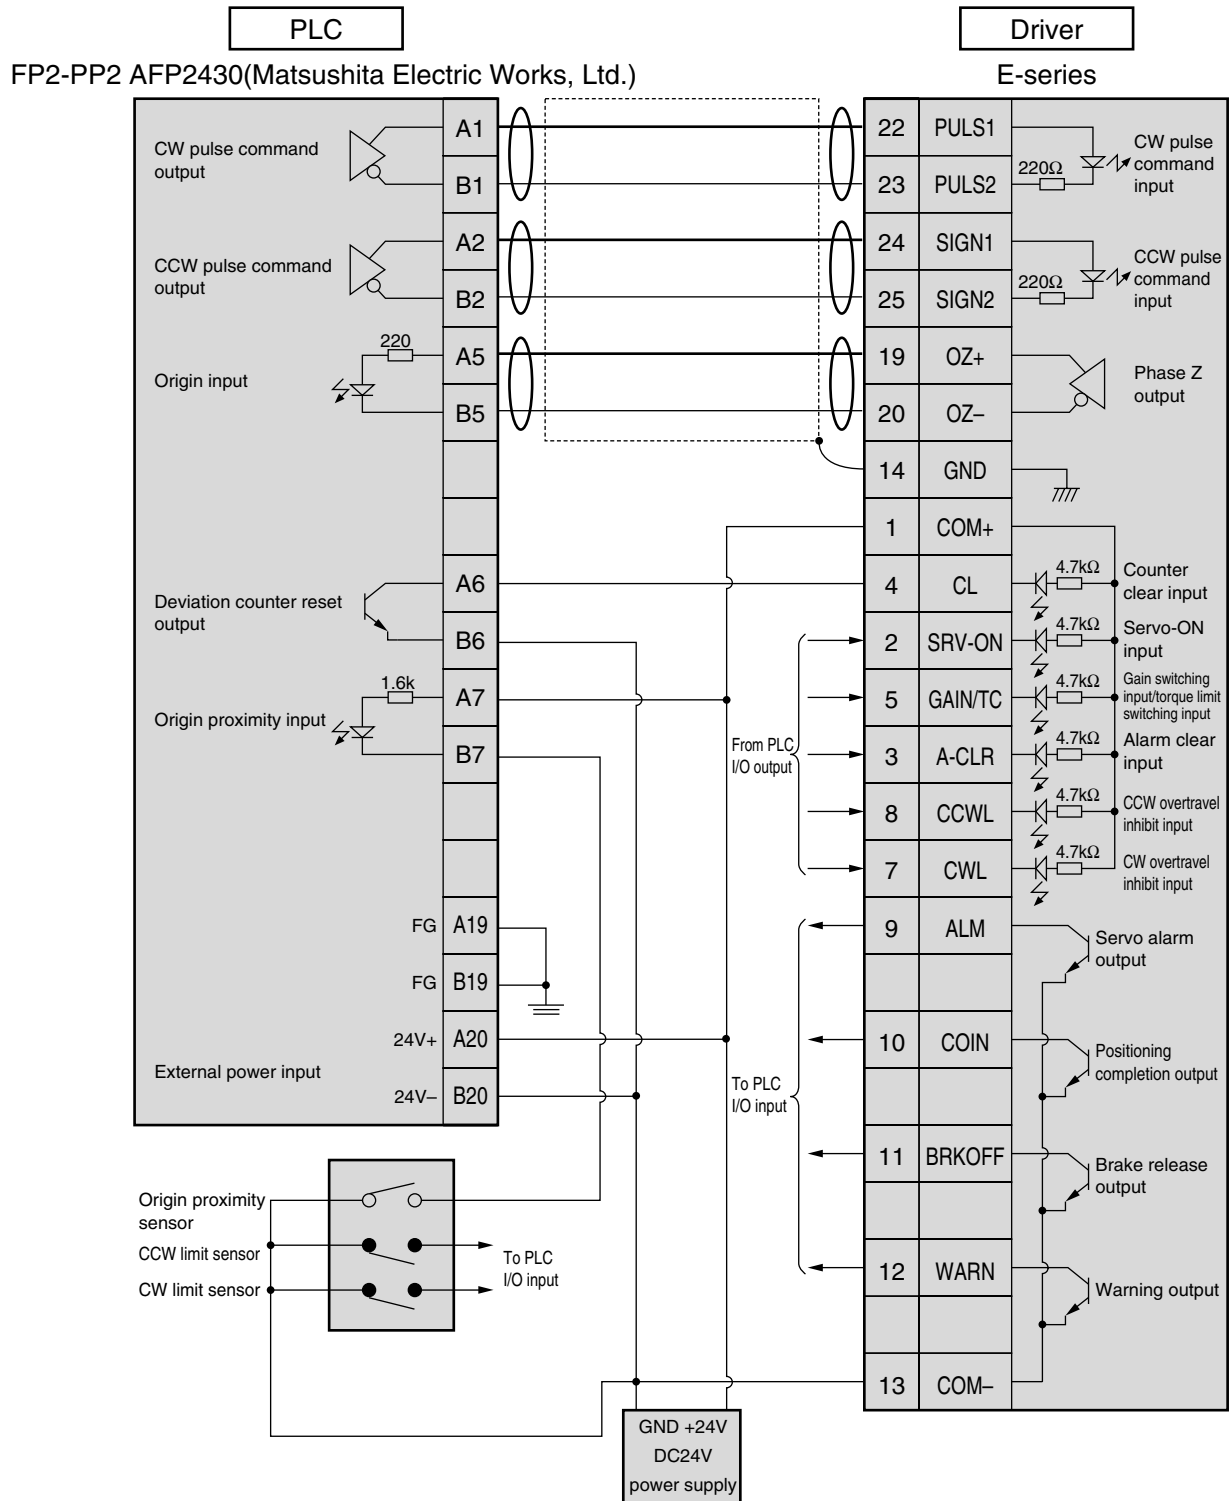 PLC
Driver
FP2-PP2 AFP2430(Matsushita Electric Works, Ltd.)
E-series
CW pulse command
output
A1
B1
22 PULS1
23 PULS2
220Ω
CW pulse
command
input
CCW pulse command
output
A2
B2
24 SIGN1
25 SIGN2
220Ω
CCW pulse
command
input
Origin input
220
A5
B5
19 OZ+
20 OZ–
Phase Z
output
14 GND
1 COM+
Deviation counter reset
output
A6
B6
4 CL
4.7kΩ
Counter
clear input
2 SRV-ON
4.7kΩ
Servo-ON
input
Origin proximity input
1.6k
A7
B7
5 GAIN/TC
4.7kΩ
Gain switching
input/torque limit
switching input
From PLC
I/O output
3 A-CLR
4.7kΩ
Alarm clear
input
8 CCWL
4.7kΩ
CCW overtravel
inhibit input
7 CWL
4.7kΩ
CW overtravel
inhibit input
FG A19
FG B19
9 ALM
Servo alarm
output
24V+ A20
External power input
24V– B20
10 COIN
Positioning
completion output
To PLC
I/O input
11 BRKOFF
Brake release
output
Origin proximity
sensor
CCW limit sensor
CW limit sensor
To PLC
I/O input
12 WARN
Warning output
13 COM–
GND +24V
DC24V
power supply